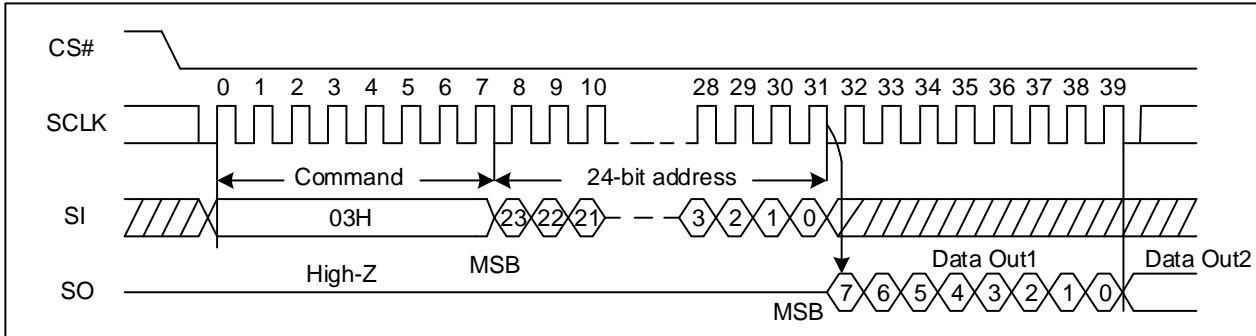 CS#
0 1 2 3 4 5 6 7 8 9 10 28 29 30 31 32 33 34 35 36 37 38 39
SCLK
Command 24-bit address
SI 03H 23 22 21 3 2 1 0
High-Z MSB Data Out1 Data Out2
SO MSB 7 6 5 4 3 2 1 0